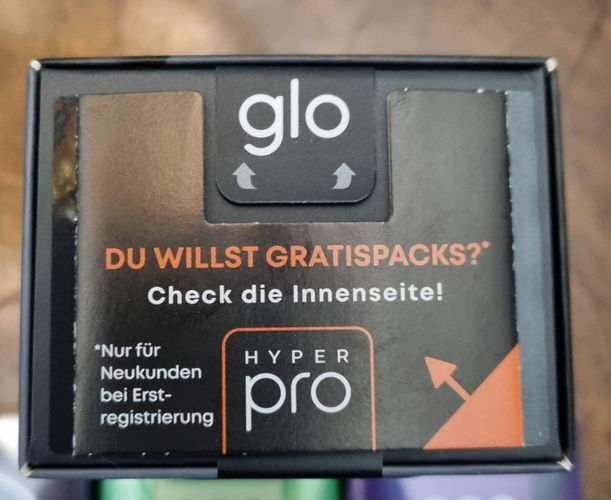 glo
DU WILLST GRATISPACKS?*
Check die Innenseite!
*Nur für
Neukunden
bei Erst-
registrierung
HYPER
pro